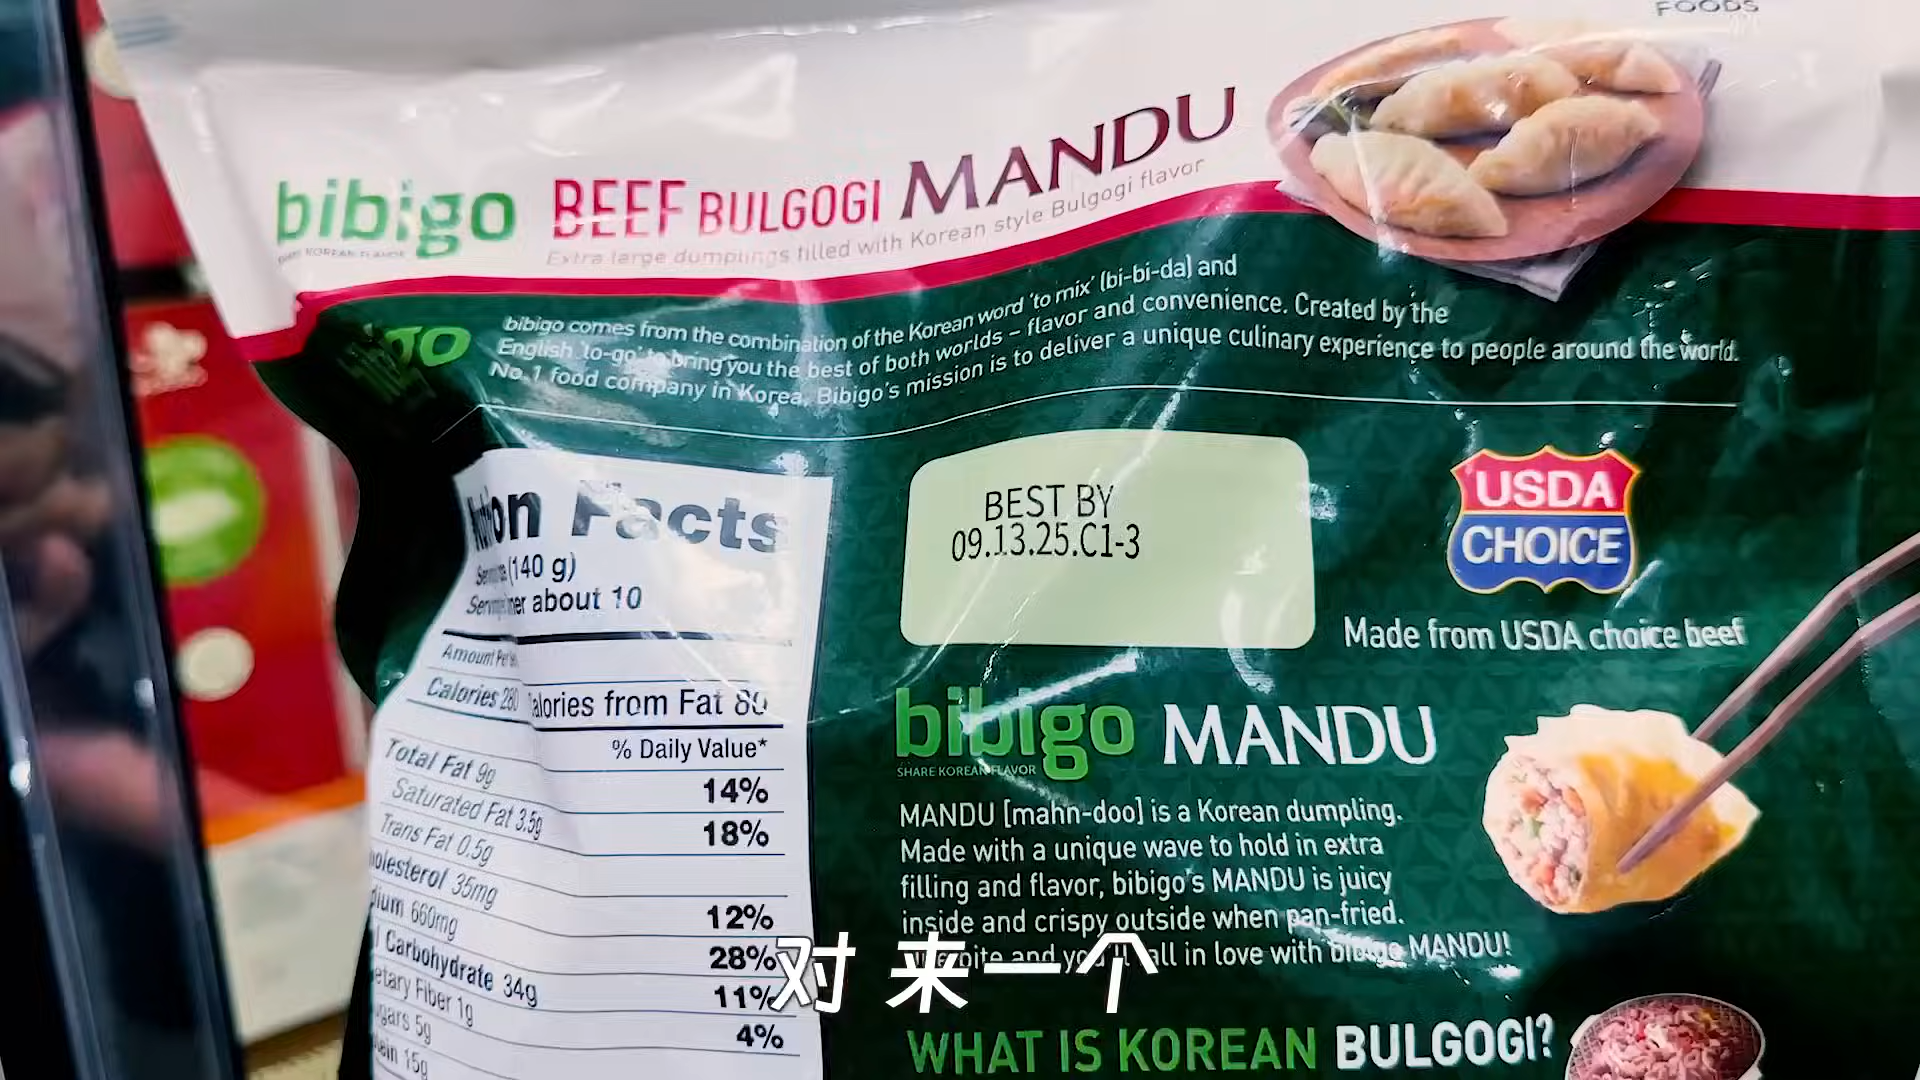 FOODS
bibigo BEEF BULGOGI MANDU
Extra large dumplings filled with Korean style Bulgogi flavor
go
bibigo comes from the combination of the Korean word 'to mix' (bi-bi-da) and
English 'to-go' to bring you the best of both worlds – flavor and convenience. Created by the
No.1 food company in Korea, Bibigo's mission is to deliver a unique culinary experience to people around the world.
Facts
(140 g)
about 10
Calories from Fat 80
% Daily Value*
Total Fat 9g 14%
Saturated Fat 3.5g 18%
Trans Fat 0.5g
35mg 12%
660mg 28%
Carbohydrate 34g 11%
Fiber 1g 4%
5g
15g
BEST BY
09.13.25.C1-3
USDA
CHOICE
Made from USDA choice beef
bibigo MANDU
SHARE KOREAN FLAVOR
MANDU [mahn-doo] is a Korean dumpling.
Made with a unique wave to hold in extra
filling and flavor, bibigo's MANDU is juicy
inside and crispy outside when pan-fried.
bite and in love with bibigo MANDU!
对 来一个
WHAT IS KOREAN BULGOGI?